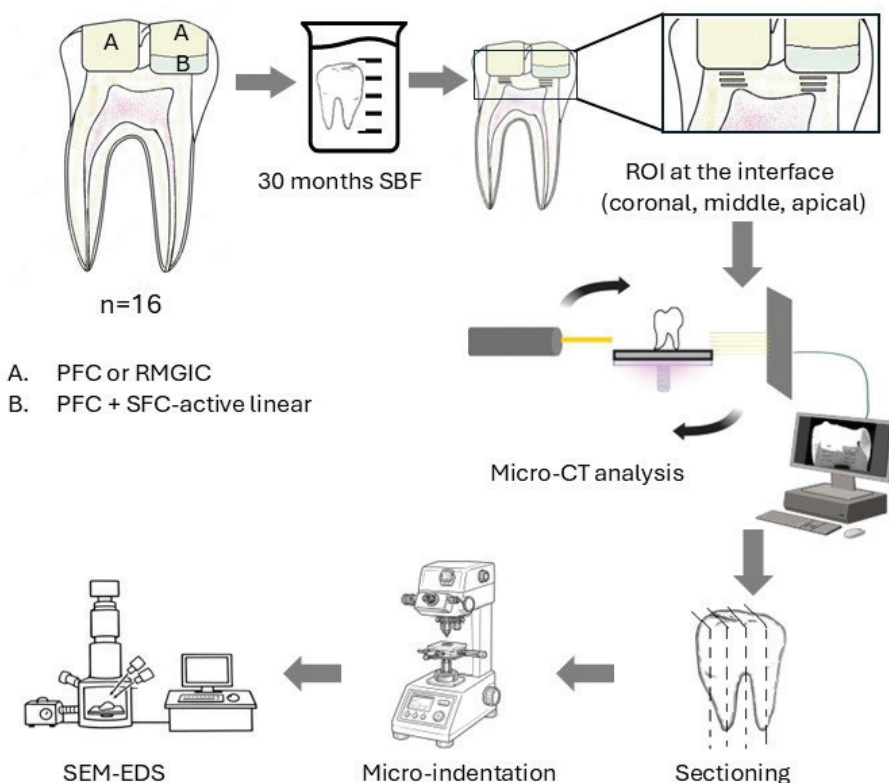 A
A
B
30 months SBF
ROI at the interface
(coronal, middle, apical)
n=16
A. PFC or RMGIC
B. PFC + SFC-active linear
Micro-CT analysis
SEM-EDS
Micro-indentation
Sectioning